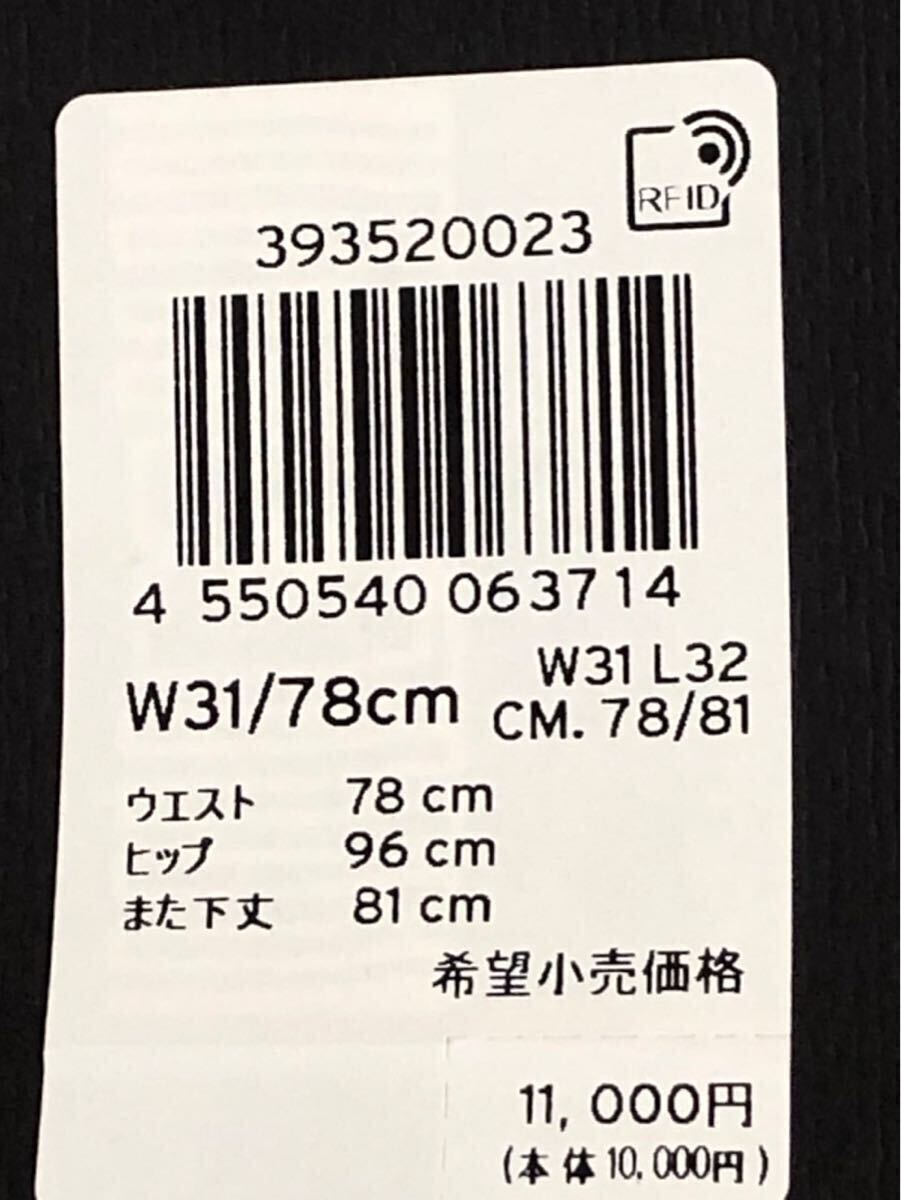 RFID
393520023
4 550540 063714
W31/78cm
W31 L32
CM. 78/81
ウエスト 78 cm
ヒップ 96 cm
また下丈 81 cm
希望小売価格
11,000円
(本体10,000円)